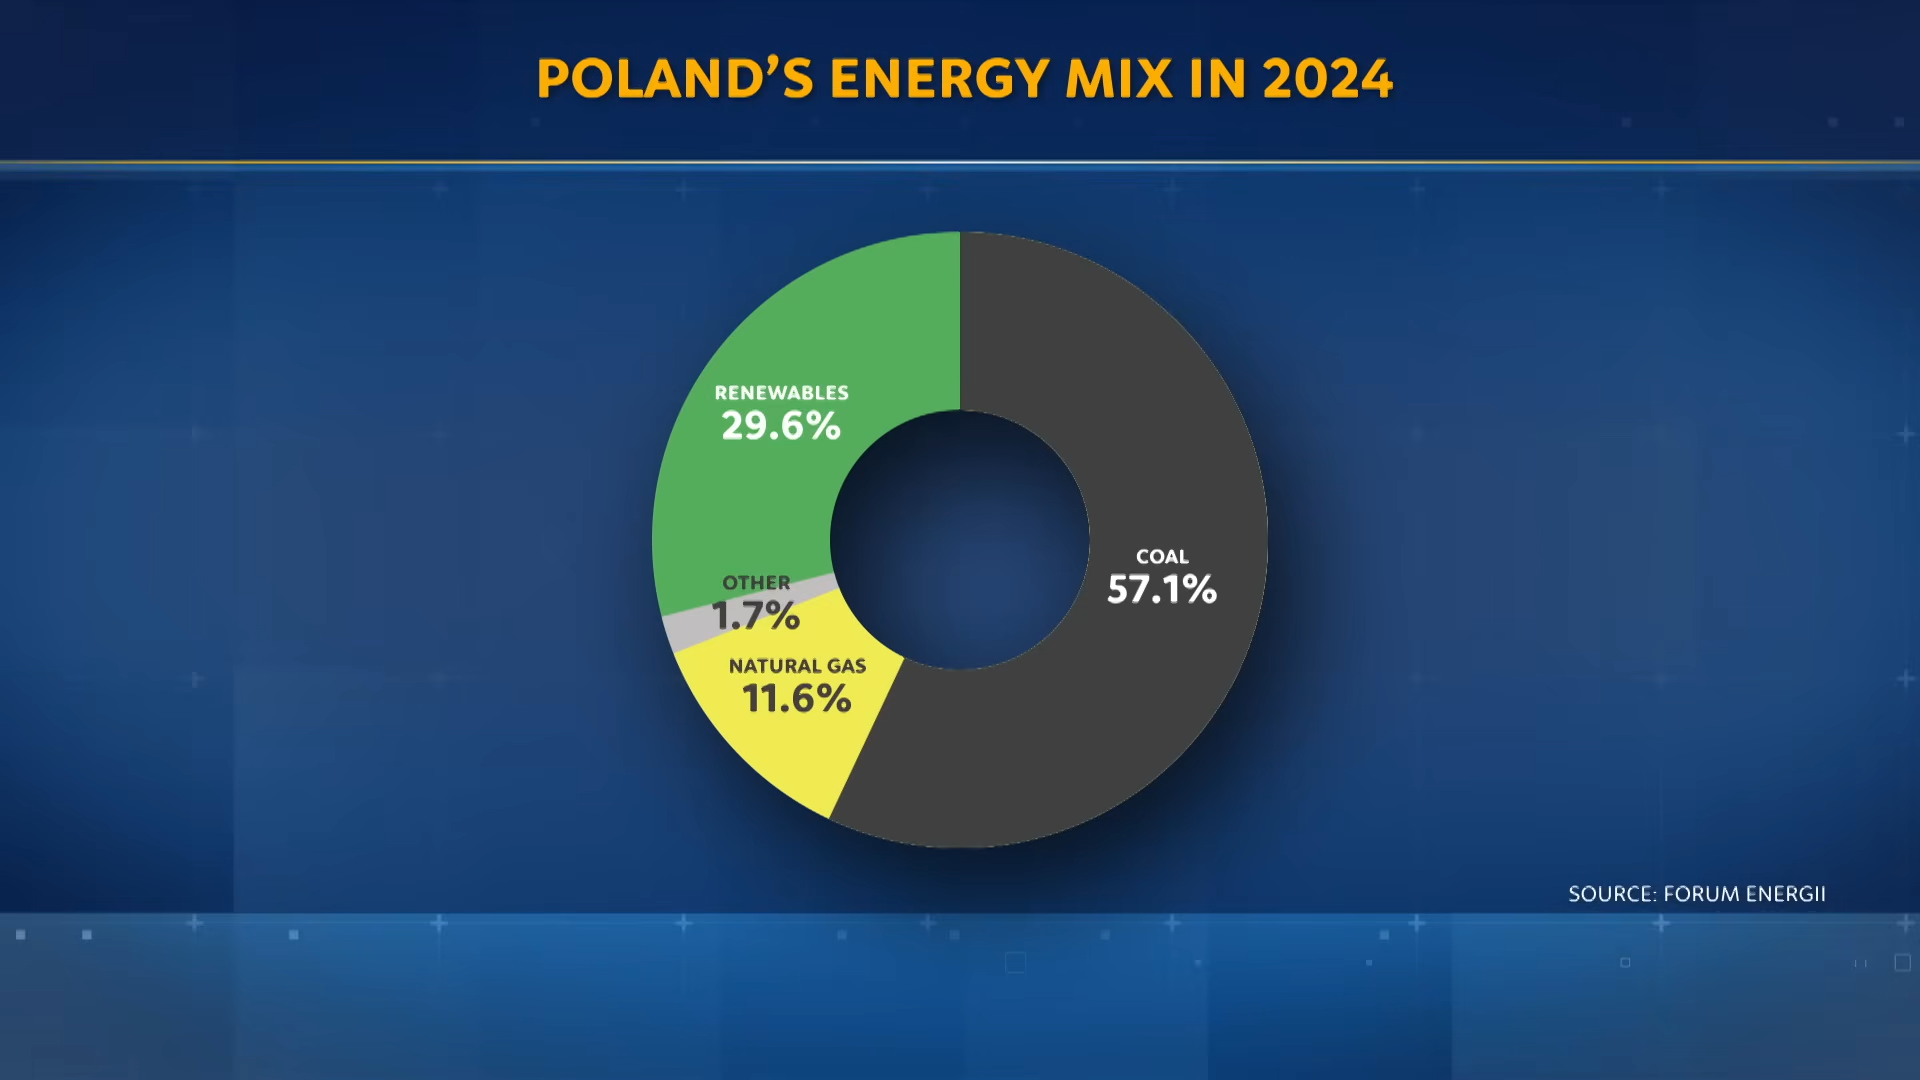 POLAND’S ENERGY MIX IN 2024
RENEWABLES
29.6%
COAL
57.1%
OTHER
1.7%
NATURAL GAS
11.6%
SOURCE: FORUM ENERGII